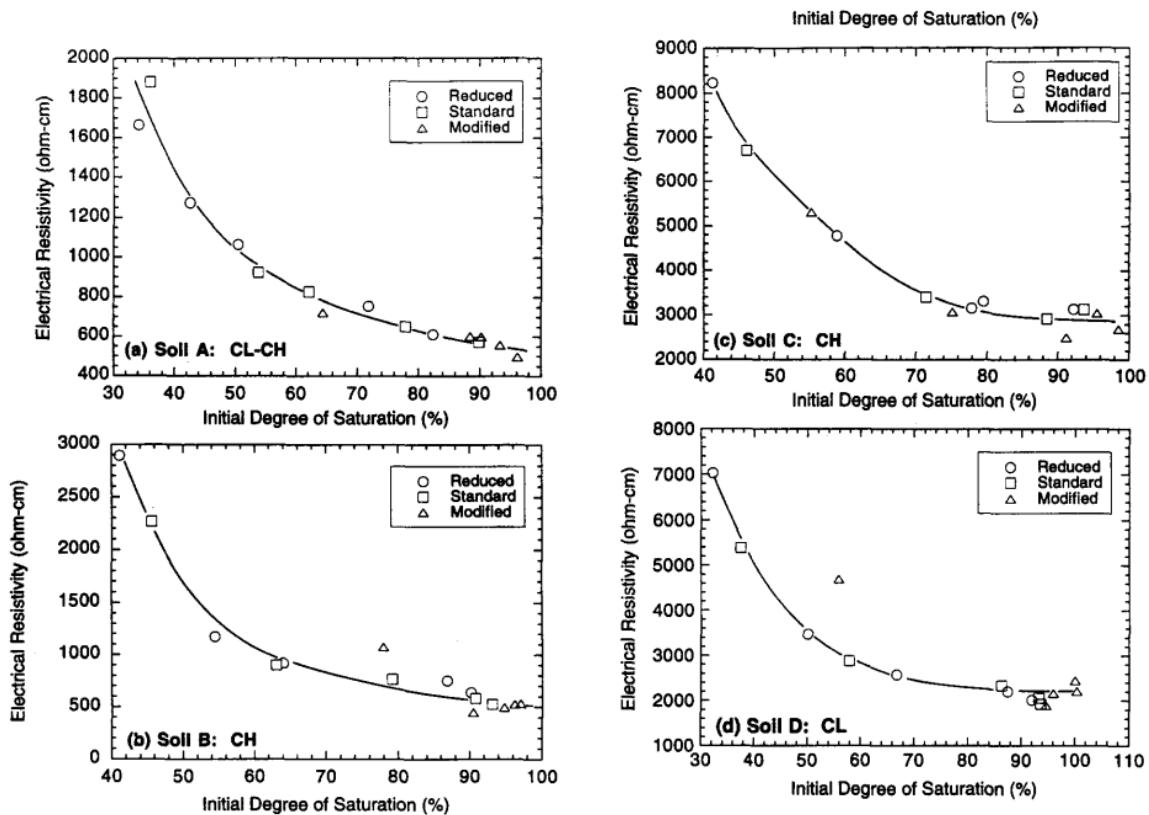 Initial Degree of Saturation (%)
2000
1800
1600
1400
1200
1000
800
600
400
Electrical Resistivity (ohm-cm)
Reduced
Standard
Modified
(a) Soil A: CL-CH
30 40 50 60 70 80 90 100
Initial Degree of Saturation (%)
9000
8000
7000
6000
5000
4000
3000
2000
Electrical Resistivity (ohm-cm)
Reduced
Standard
Modified
(c) Soil C: CH
40 50 60 70 80 90 100
Initial Degree of Saturation (%)
3000
2500
2000
1500
1000
500
0
Electrical Resistivity (ohm-cm)
Reduced
Standard
Modified
(b) Soil B: CH
40 50 60 70 80 90 100
Initial Degree of Saturation (%)
8000
7000
6000
5000
4000
3000
2000
1000
Electrical Resistivity (ohm-cm)
Reduced
Standard
Modified
(d) Soil D: CL
30 40 50 60 70 80 90 100 110
Initial Degree of Saturation (%)